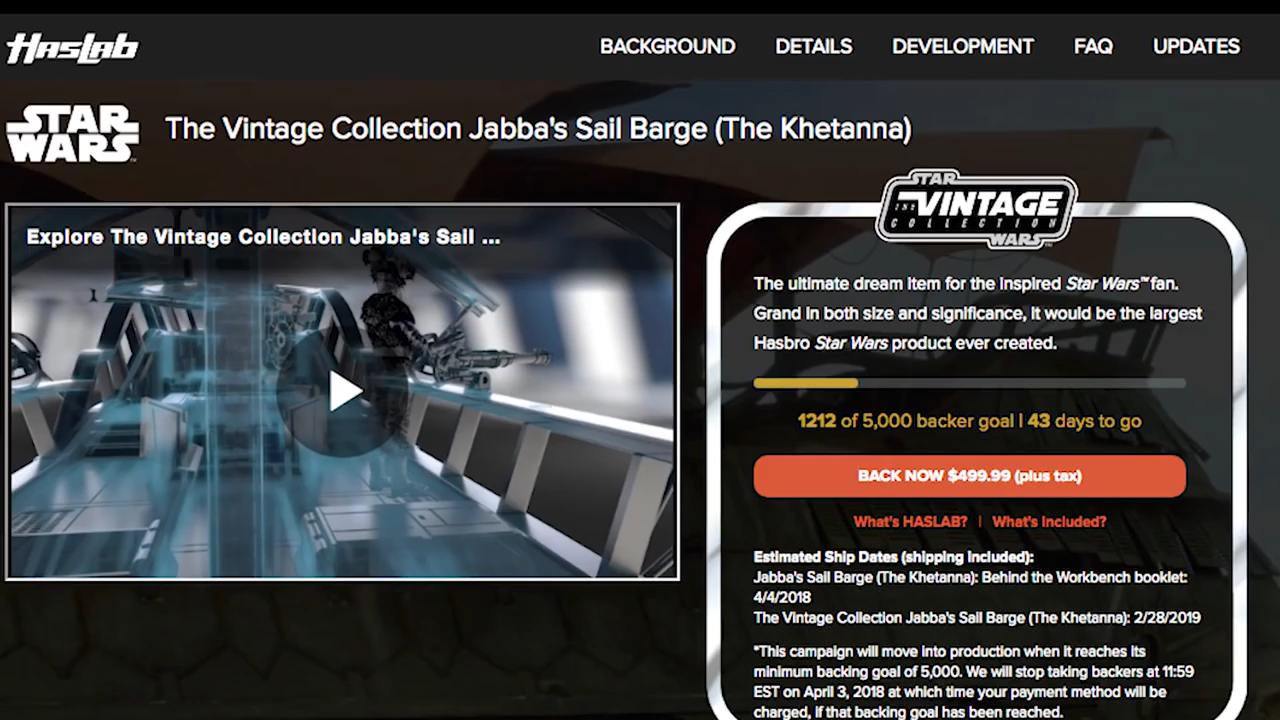 HASLAB
BACKGROUND DETAILS DEVELOPMENT FAQ UPDATES
STAR
WARS
The Vintage Collection Jabba's Sail Barge (The Khetanna)
Explore The Vintage Collection Jabba's Sail ...
STAR
THE VINTAGE
COLLECTION
WARS
The ultimate dream item for the inspired Star Wars™ fan.
Grand in both size and significance, it would be the largest
Hasbro Star Wars product ever created.
1212 of 5,000 backer goal | 43 days to go
BACK NOW $499.99 (plus tax)
What's HASLAB? | What's Included?
Estimated Ship Dates (shipping included):
Jabba's Sail Barge (The Khetanna): Behind the Workbench booklet:
4/4/2018
The Vintage Collection Jabba's Sail Barge (The Khetanna): 2/28/2019
*This campaign will move into production when it reaches its
minimum backing goal of 5,000. We will stop taking backers at 11:59
EST on April 3, 2018 at which time your payment method will be
charged, if that backing goal has been reached.